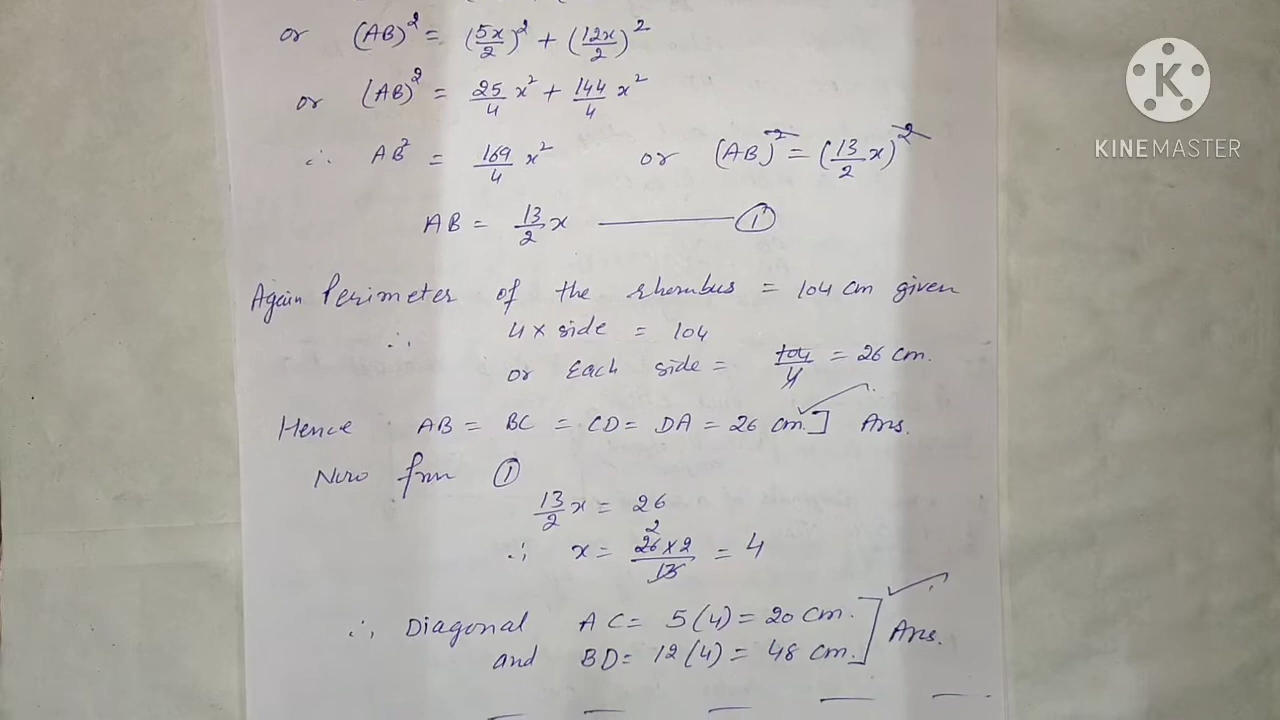 or (AB)² = (5x/2)² + (12x/2)²
or (AB)² = 25/4 x² + 144/4 x²
∴ AB² = 169/4 x² or (AB)² = (13/2 x)²
AB = 13/2 x ——— ①
Again Perimeter of the rhombus = 104 cm given
∴ 4 × side = 104
or Each side = 104/4 = 26 cm.
Hence AB = BC = CD = DA = 26 cm.] Ans.
Now from ①
13/2 x = 26
∴ x = 26 × 2/13 = 4
2
∴ Diagonal AC = 5(4) = 20 cm.
and BD = 12(4) = 48 cm.] Ans.
K
KINEMASTER